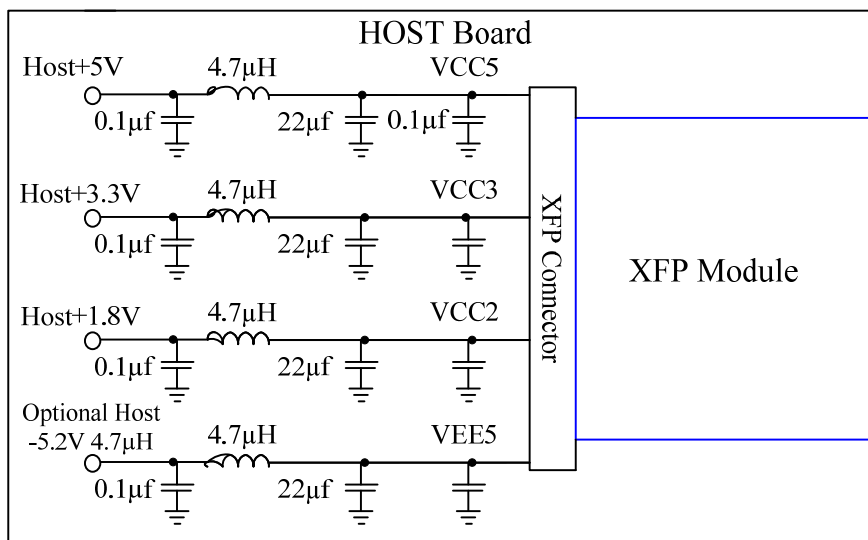 HOST Board
Host+5V
4.7µH
VCC5
0.1µf
22µf
0.1µf
Host+3.3V
4.7µH
VCC3
0.1µf
22µf
Host+1.8V
4.7µH
VCC2
0.1µf
22µf
Optional Host
-5.2V 4.7µH
4.7µH
VEE5
0.1µf
22µf
XFP Connector
XFP Module